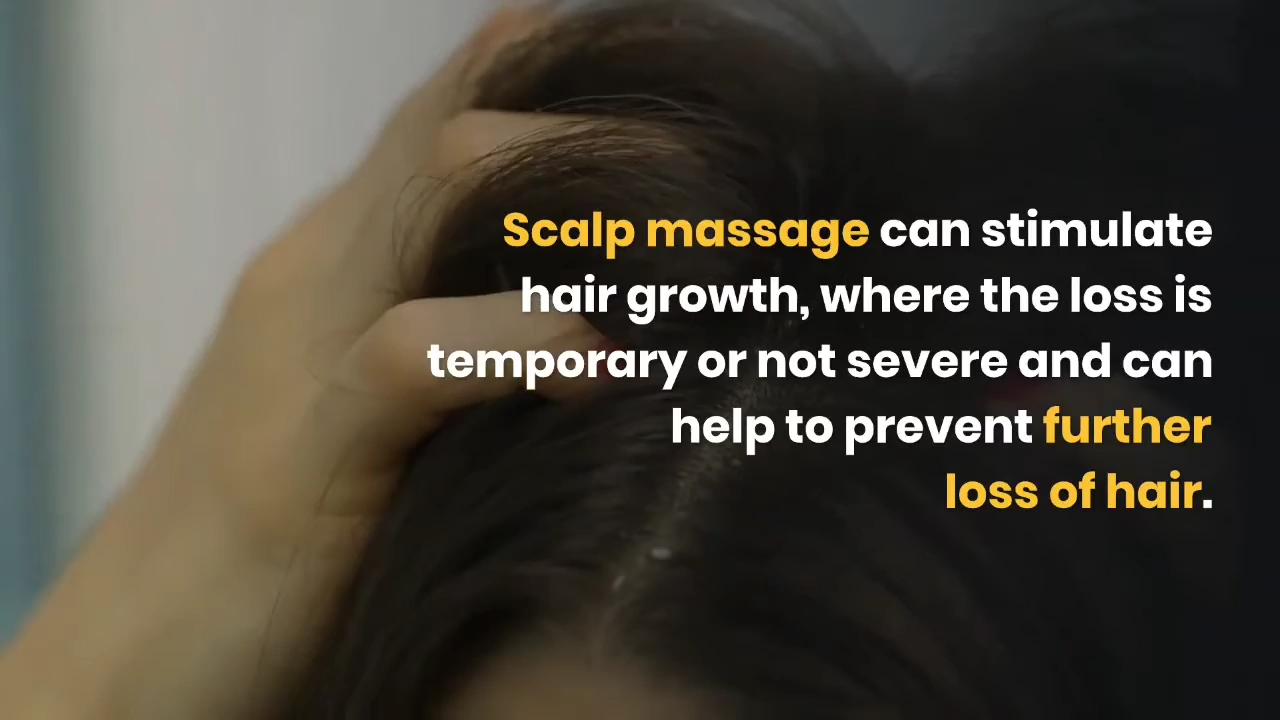 Scalp massage can stimulate
hair growth, where the loss is
temporary or not severe and can
help to prevent further
loss of hair.